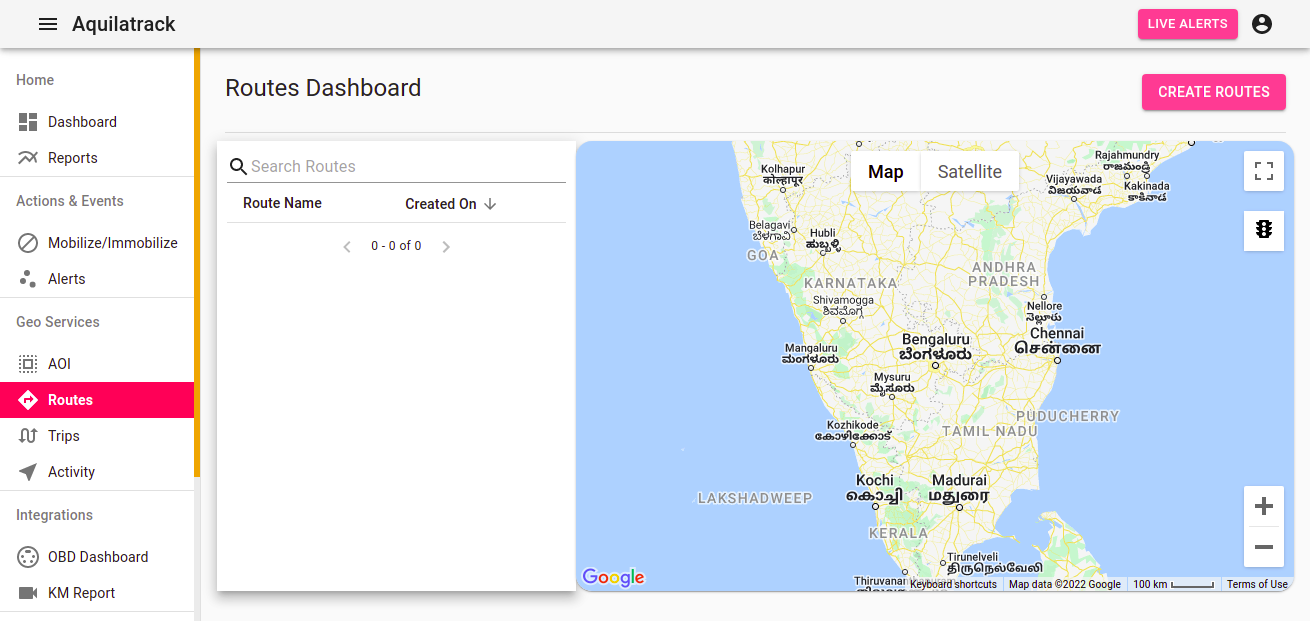 Aquilatrack
LIVE ALERTS
Home
Dashboard
Reports
Actions & Events
Mobilize/Immobilize
Alerts
Geo Services
AOI
Routes
Trips
Activity
Integrations
OBD Dashboard
KM Report
Routes Dashboard
CREATE ROUTES
Search Routes
Route Name
Created On
0 - 0 of 0
Map
Satellite
Kolhapur
कोल्हापूर
Rajahmundry
రాజమండ్రి
Vijayawada
విజయవాడ
Kakinada
కాకినాడ
Belagavi
ಬೆಳಗಾವಿ
Hubli
ಹುಬ್ಬಳ್ಳಿ
GOA
KARNATAKA
ANDHRA
PRADESH
Shivamogga
ಶಿವಮೊಗ್ಗ
Nellore
నెల్లూరు
Chennai
சென்னை
Bengaluru
ಬೆಂಗಳೂರು
Mangaluru
ಮಂಗಳೂರು
Mysuru
ಮೈಸೂರು
PUDUCHERRY
TAMIL NADU
Kozhikode
കോഴിക്കോട്
Kochi
കൊച്ചി
Madurai
மதுரை
LAKSHADWEEP
KERALA
Tirunelveli
திருநெல்வேலி
Thiruvanan
Google
Keyboard shortcuts
Map data ©2022 Google
100 km
Terms of Use